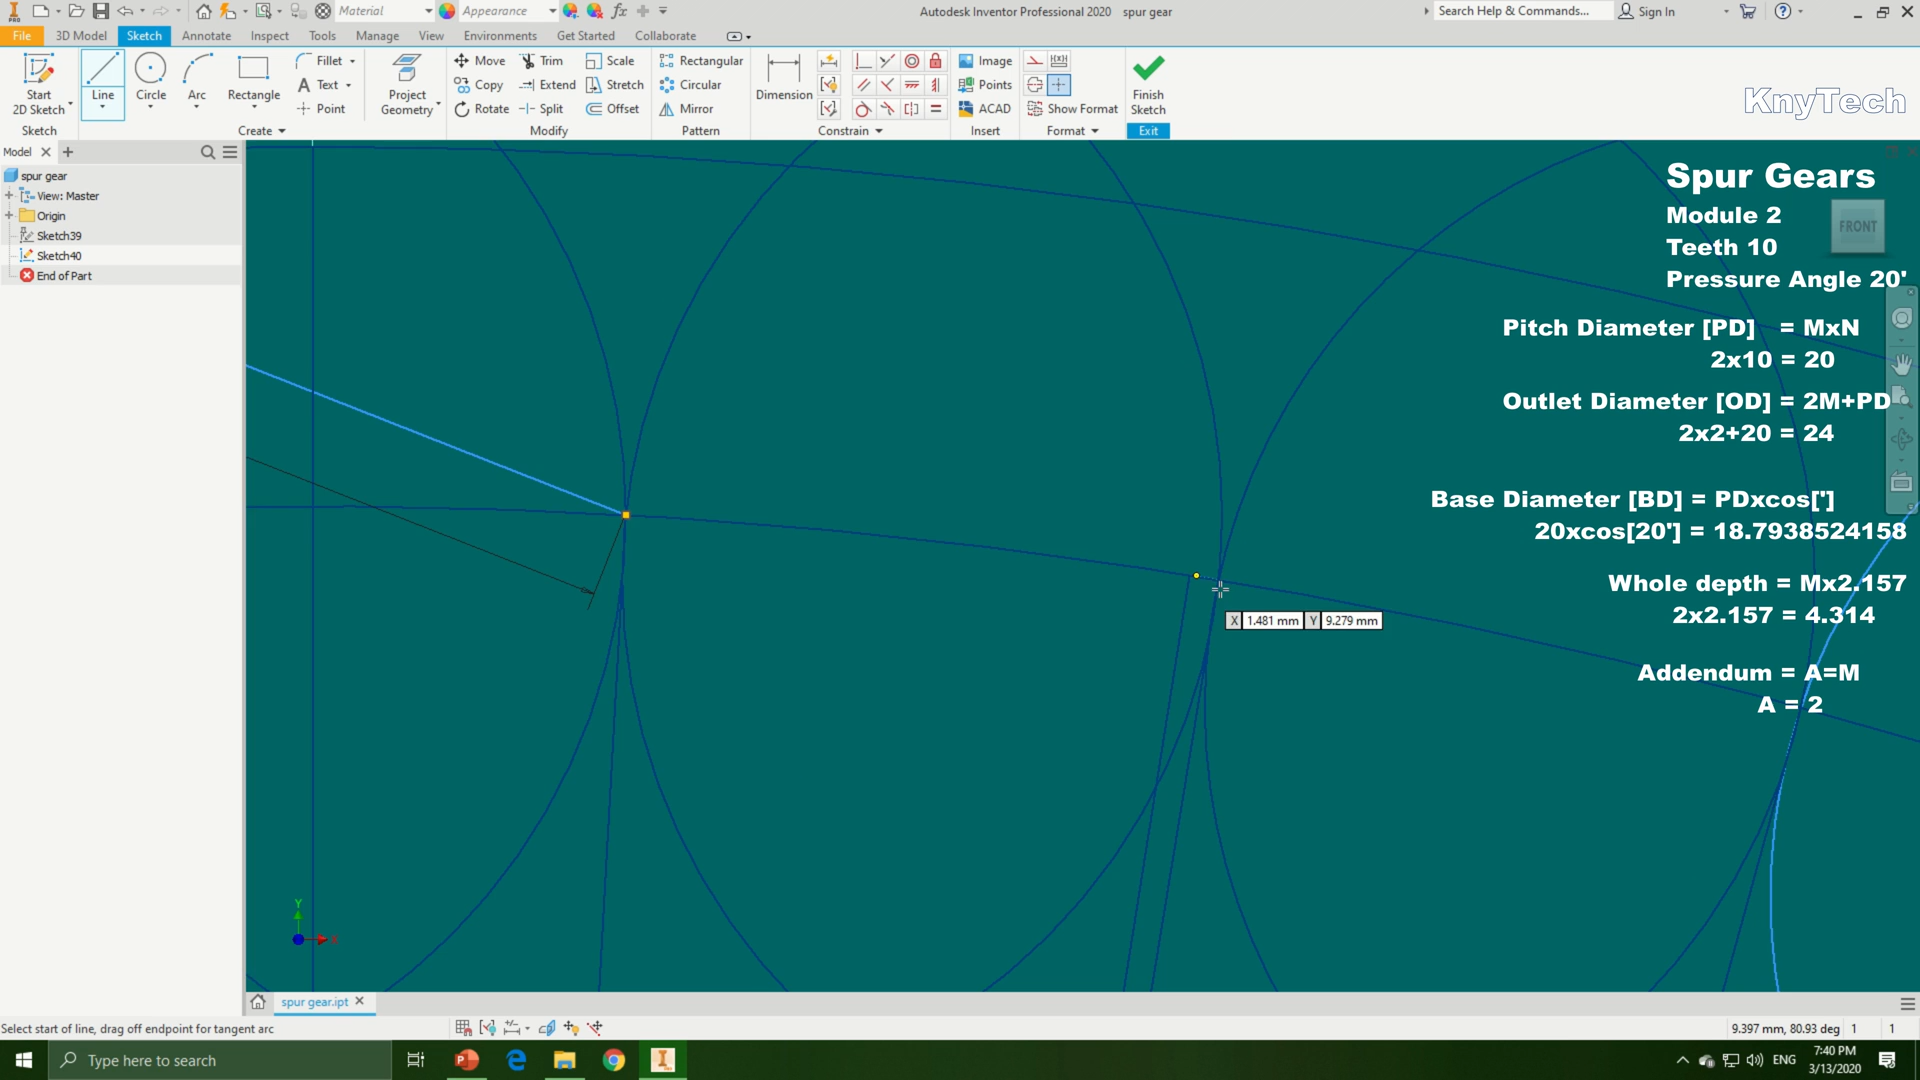 Material
Appearance
Autodesk Inventor Professional 2020 spur gear
Search Help & Commands...
Sign In
File 3D Model Sketch Annotate Inspect Tools Manage View Environments Get Started Collaborate
Start 2D Sketch
Line
Circle
Arc
Rectangle
Fillet
Text
Point
Project Geometry
Move
Copy
Rotate
Trim
Extend
Split
Scale
Stretch
Offset
Rectangular
Circular
Mirror
Dimension
Image
Points
ACAD
Show Format
Finish Sketch
Sketch
Create
Modify
Pattern
Constrain
Insert
Format
Exit
KnyTech
Model
spur gear
View: Master
Origin
Sketch39
Sketch40
End of Part
Spur Gears
Module 2
Teeth 10
Pressure Angle 20'
FRONT
Pitch Diameter [PD] = MxN
2x10 = 20
Outlet Diameter [OD] = 2M+PD
2x2+20 = 24
Base Diameter [BD] = PDxcos[']
20xcos[20'] = 18.7938524158
Whole depth = Mx2.157
2x2.157 = 4.314
Addendum = A=M
A = 2
X 1.481 mm Y 9.279 mm
Y
X
spur gear.ipt
Select start of line, drag off endpoint for tangent arc
9.397 mm, 80.93 deg 1 1
Type here to search
ENG
7:40 PM
3/13/2020